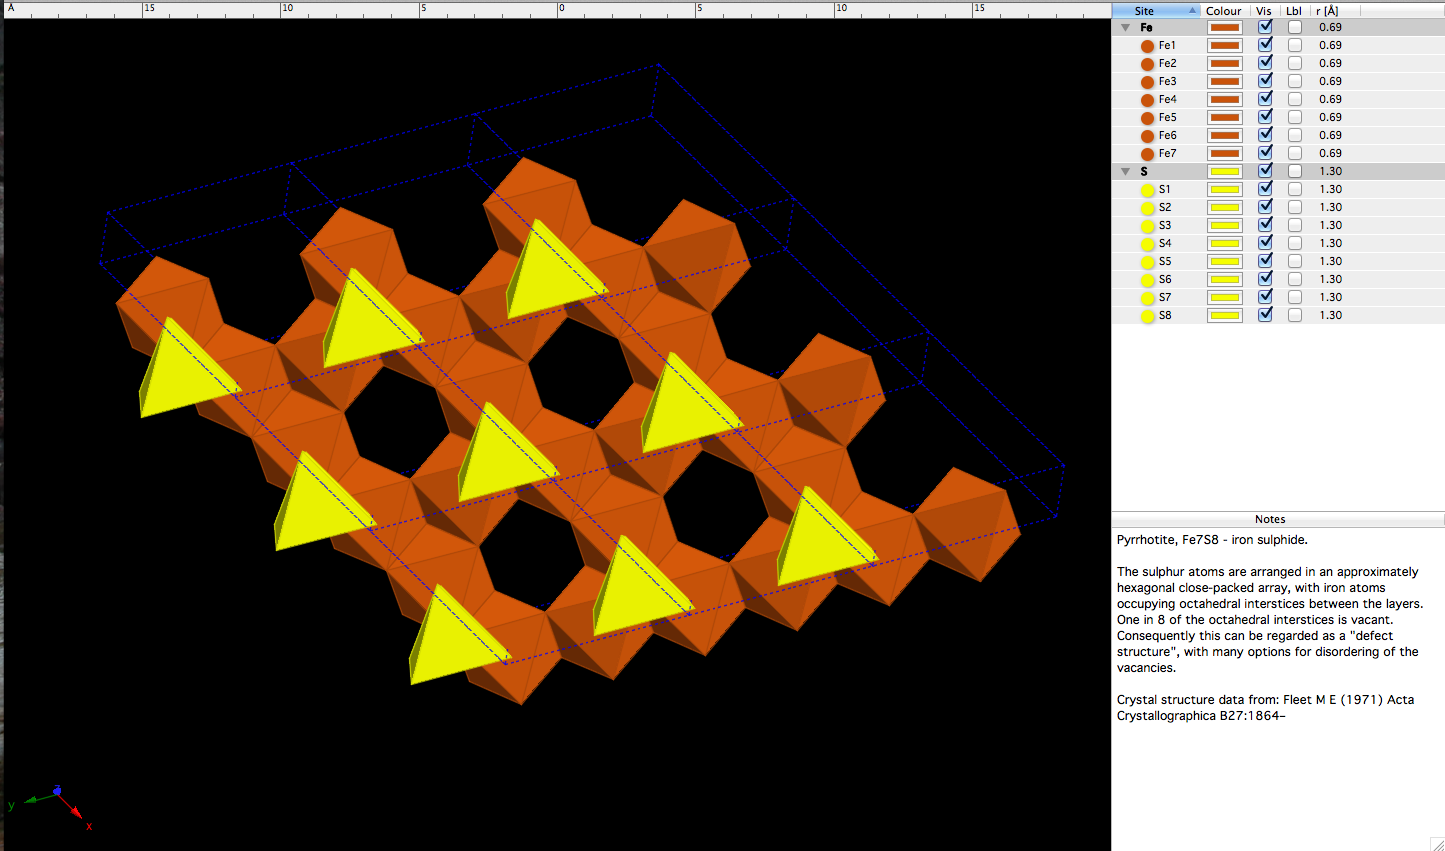 Å 15 10 5 0 5 10 15
Site Colour Vis Lbl r [Å]
Fe 0.69
Fe1 0.69
Fe2 0.69
Fe3 0.69
Fe4 0.69
Fe5 0.69
Fe6 0.69
Fe7 0.69
S 1.30
S1 1.30
S2 1.30
S3 1.30
S4 1.30
S5 1.30
S6 1.30
S7 1.30
S8 1.30
Notes
Pyrrhotite, Fe7S8 - iron sulphide.
The sulphur atoms are arranged in an approximately
hexagonal close-packed array, with iron atoms
occupying octahedral interstices between the layers.
One in 8 of the octahedral interstices is vacant.
Consequently this can be regarded as a "defect
structure", with many options for disordering of the
vacancies.
Crystal structure data from: Fleet M E (1971) Acta
Crystallographica B27:1864-
y
x